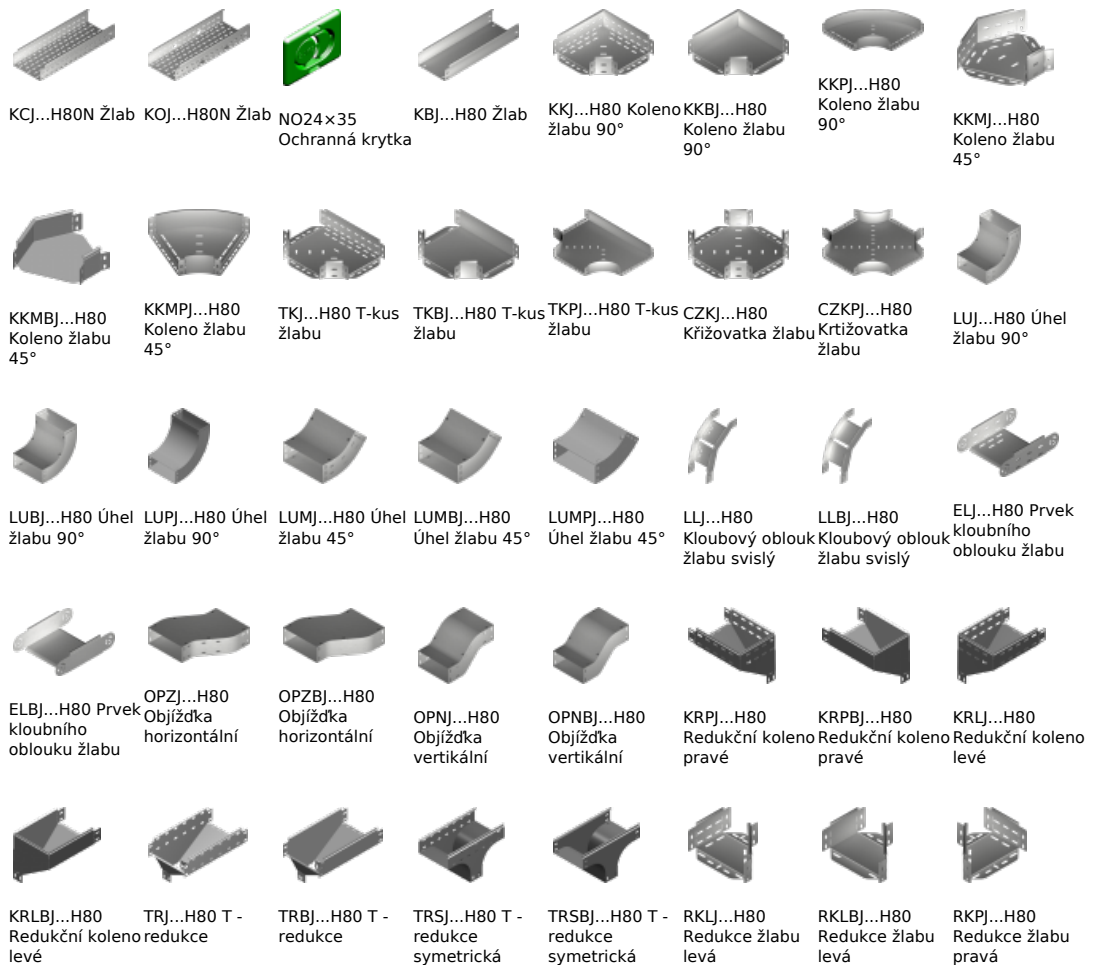 KCJ...H80N Žlab
KOJ...H80N Žlab
NO24×35
Ochranná krytka
KBJ...H80 Žlab
KKJ...H80 Koleno
žlabu 90°
KKBJ...H80
Koleno žlabu
90°
KKPJ...H80
Koleno žlabu
90°
KKMJ...H80
Koleno žlabu
45°
KKMBJ...H80
Koleno žlabu
45°
KKMPJ...H80
Koleno žlabu
45°
TKJ...H80 T-kus
žlabu
TKBJ...H80 T-kus
žlabu
TKPJ...H80 T-kus
žlabu
CZKJ...H80
Křižovatka žlabu
CZKPJ...H80
Krtižovatka
žlabu
LUJ...H80 Úhel
žlabu 90°
LUBJ...H80 Úhel
žlabu 90°
LUPJ...H80 Úhel
žlabu 90°
LUMJ...H80 Úhel
žlabu 45°
LUMBJ...H80
Úhel žlabu 45°
LUMPJ...H80
Úhel žlabu 45°
LLJ...H80
Kloubový oblouk
žlabu svislý
LLBJ...H80
Kloubový oblouk
žlabu svislý
ELJ...H80 Prvek
kloubního
oblouku žlabu
ELBJ...H80 Prvek
kloubního
oblouku žlabu
OPZJ...H80
Objížďka
horizontální
OPZBJ...H80
Objížďka
horizontální
OPNJ...H80
Objížďka
vertikální
OPNBJ...H80
Objížďka
vertikální
KRPJ...H80
Redukční koleno
pravé
KRPBJ...H80
Redukční koleno
pravé
KRLJ...H80
Redukční koleno
levé
KRLBJ...H80
Redukční koleno
levé
TRJ...H80 T -
redukce
TRBJ...H80 T -
redukce
TRSJ...H80 T -
redukce
symetrická
TRSBJ...H80 T -
redukce
symetrická
RKLJ...H80
Redukce žlabu
levá
RKLBJ...H80
Redukce žlabu
levá
RKPJ...H80
Redukce žlabu
pravá